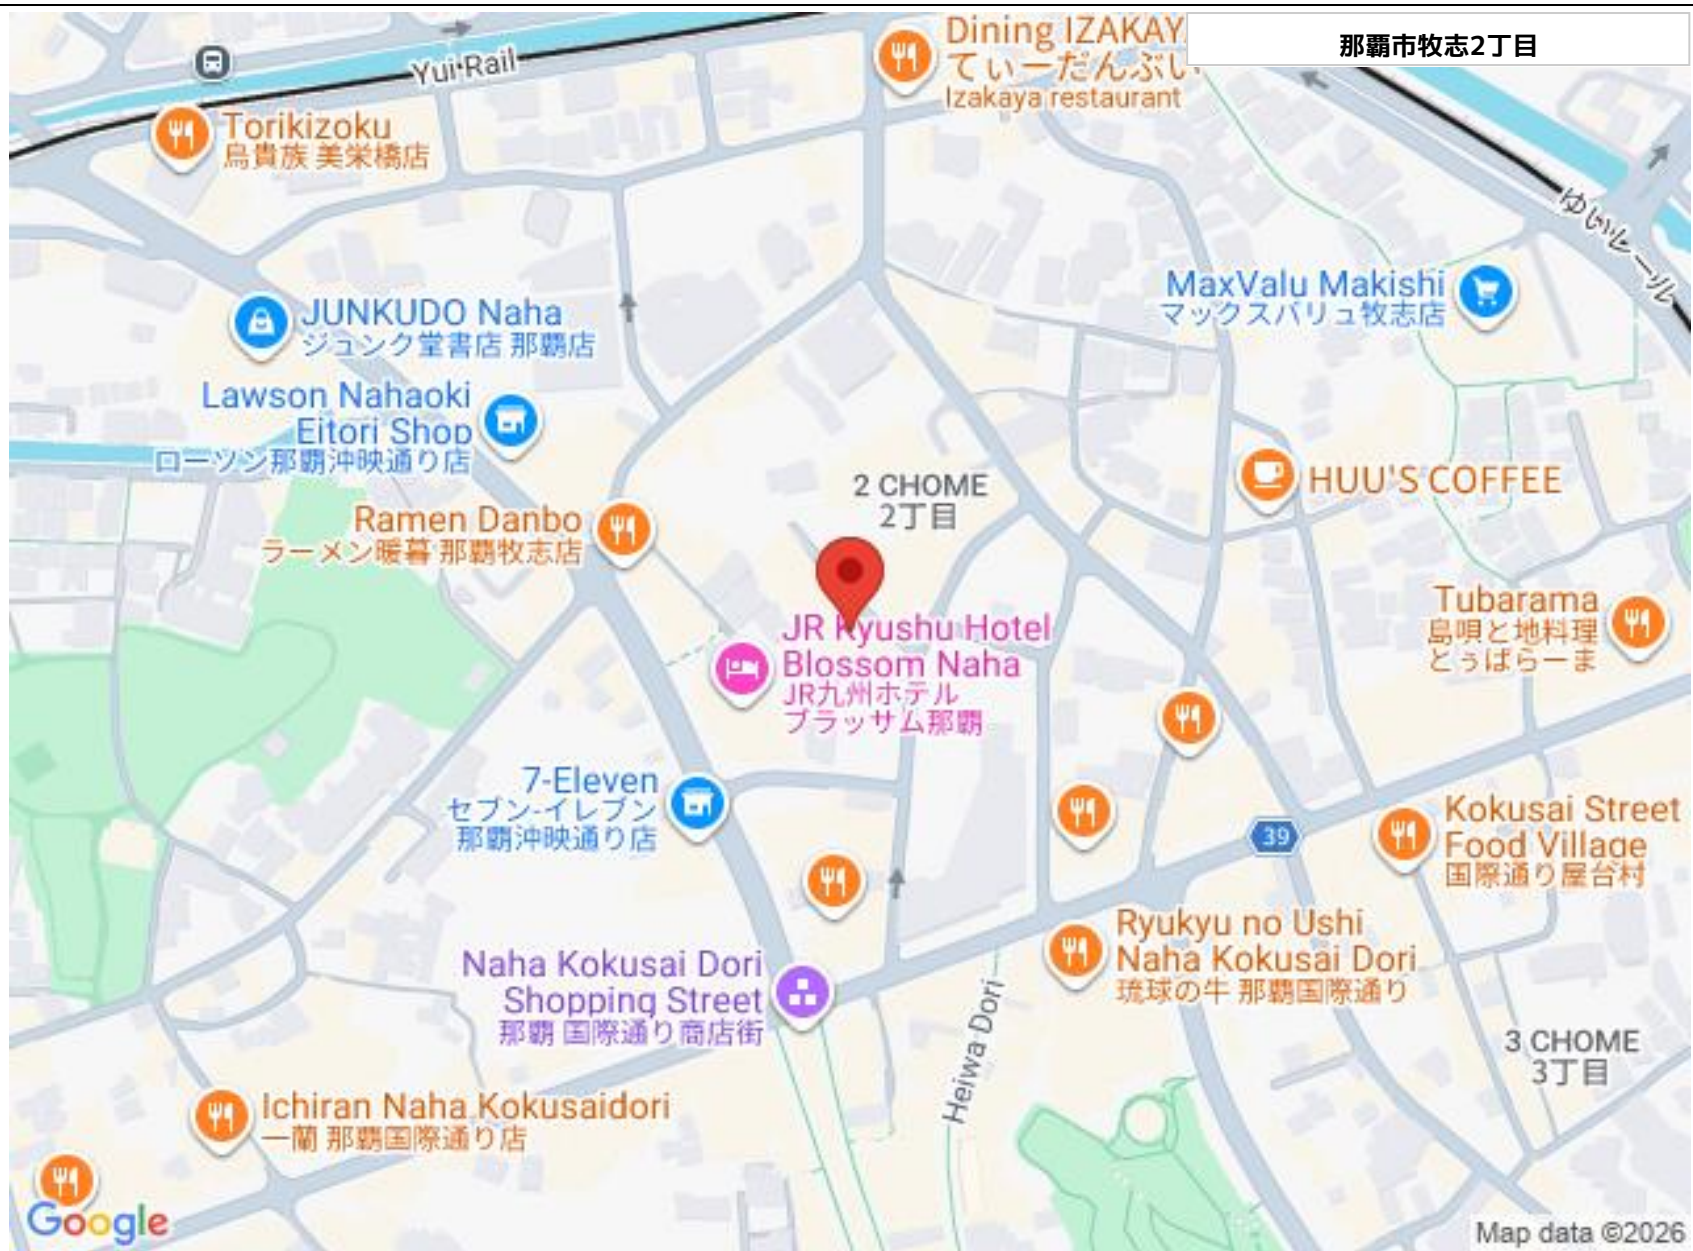 那覇市牧志2丁目
Dining IZAKAY
てぃーだんぶい
Izakaya restaurant
Yui Rail
Torikizoku
鳥貴族 美栄橋店
ゆいレール
MaxValu Makishi
マックスバリュ牧志店
JUNKUDO Naha
ジュンク堂書店 那覇店
Lawson Nahaoki
Eitori Shop
ローソン那覇沖映通り店
2 CHOME
2丁目
HUU'S COFFEE
Ramen Danbo
ラーメン暖暮 那覇牧志店
Tubarama
島唄と地料理
とぅばらーま
JR Kyushu Hotel
Blossom Naha
JR九州ホテル
ブラッサム那覇
7-Eleven
セブン-イレブン
那覇沖映通り店
39
Kokusai Street
Food Village
国際通り屋台村
Ryukyu no Ushi
Naha Kokusai Dori
琉球の牛 那覇国際通り
Naha Kokusai Dori
Shopping Street
那覇 国際通り商店街
Heiwa Dori
3 CHOME
3丁目
Ichiran Naha Kokusaidori
一蘭 那覇国際通り店
Google
Map data ©2026